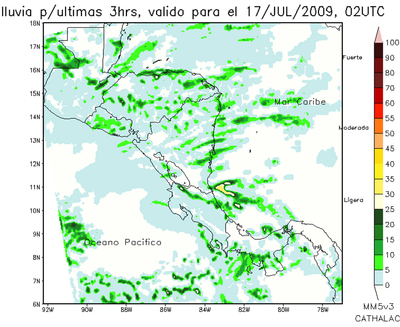 lluvia p/ultimas 3hrs, valido para el 17/JUL/2009, 02UTC
18N
17N
16N
15N
14N
13N
12N
11N
10N
9N
8N
7N
6N
92W
90W
88W
86W
84W
82W
80W
78W
Mar Caribe
Oceano Pacifico
Fuerte
Moderado
Ligera
100
90
80
70
60
55
50
45
40
35
30
25
20
15
10
5
0
MM5v3
CATHALAC